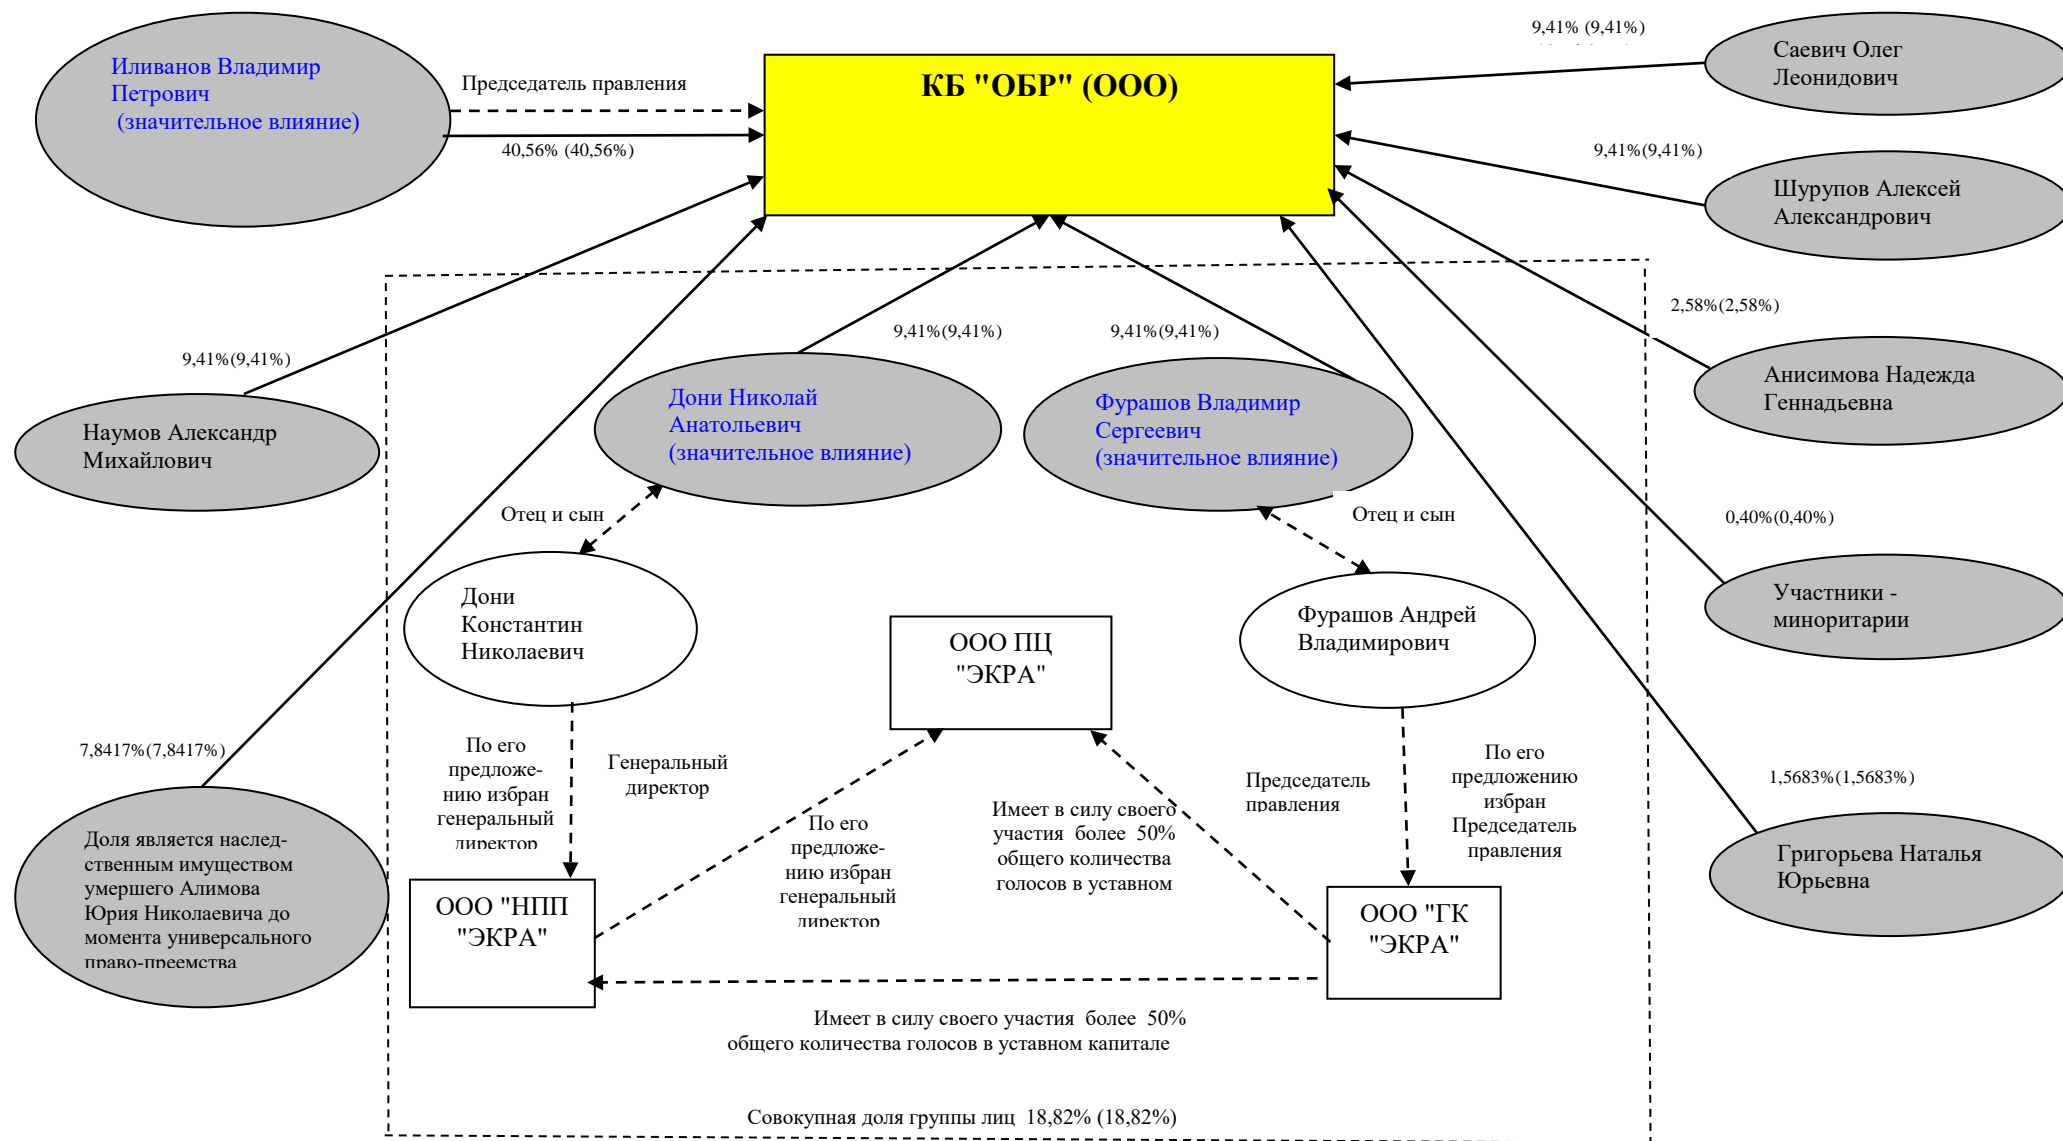 9,41% (9,41%)
Саевич Олег
Леонидович
Иливанов Владимир
Петрович
(значительное влияние)
Председатель правления
КБ "ОБР" (ООО)
40,56% (40,56%)
9,41%(9,41%)
Шурупов Алексей
Александрович
2,58%(2,58%)
9,41%(9,41%)
9,41%(9,41%)
9,41%(9,41%)
Анисимова Надежда
Геннадьевна
Наумов Александр
Михайлович
Дони Николай
Анатольевич
(значительное влияние)
Фурашов Владимир
Сергеевич
(значительное влияние)
Отец и сын
Отец и сын
0,40%(0,40%)
Участники -
миноритарии
Дони
Константин
Николаевич
ООО ПЦ
"ЭКРА"
Фурашов Андрей
Владимирович
7,8417%(7,8417%)
По его
предложе-
нию избран
генеральный
директор
Генеральный
директор
По его
предложе-
нию избран
генеральный
директор
Имеет в силу своего
участия более 50%
общего количества
голосов в уставном
Председатель
правления
По его
предложению
избран
Председатель
правления
1,5683%(1,5683%)
Доля является наслед-
ственным имуществом
умершего Алимова
Юрия Николаевича до
момента универсального
право-преемства
ООО "НПП
"ЭКРА"
ООО "ГК
"ЭКРА"
Григорьева Наталья
Юрьевна
Имеет в силу своего участия более 50%
общего количества голосов в уставном капитале
Совокупная доля группы лиц 18,82% (18,82%)